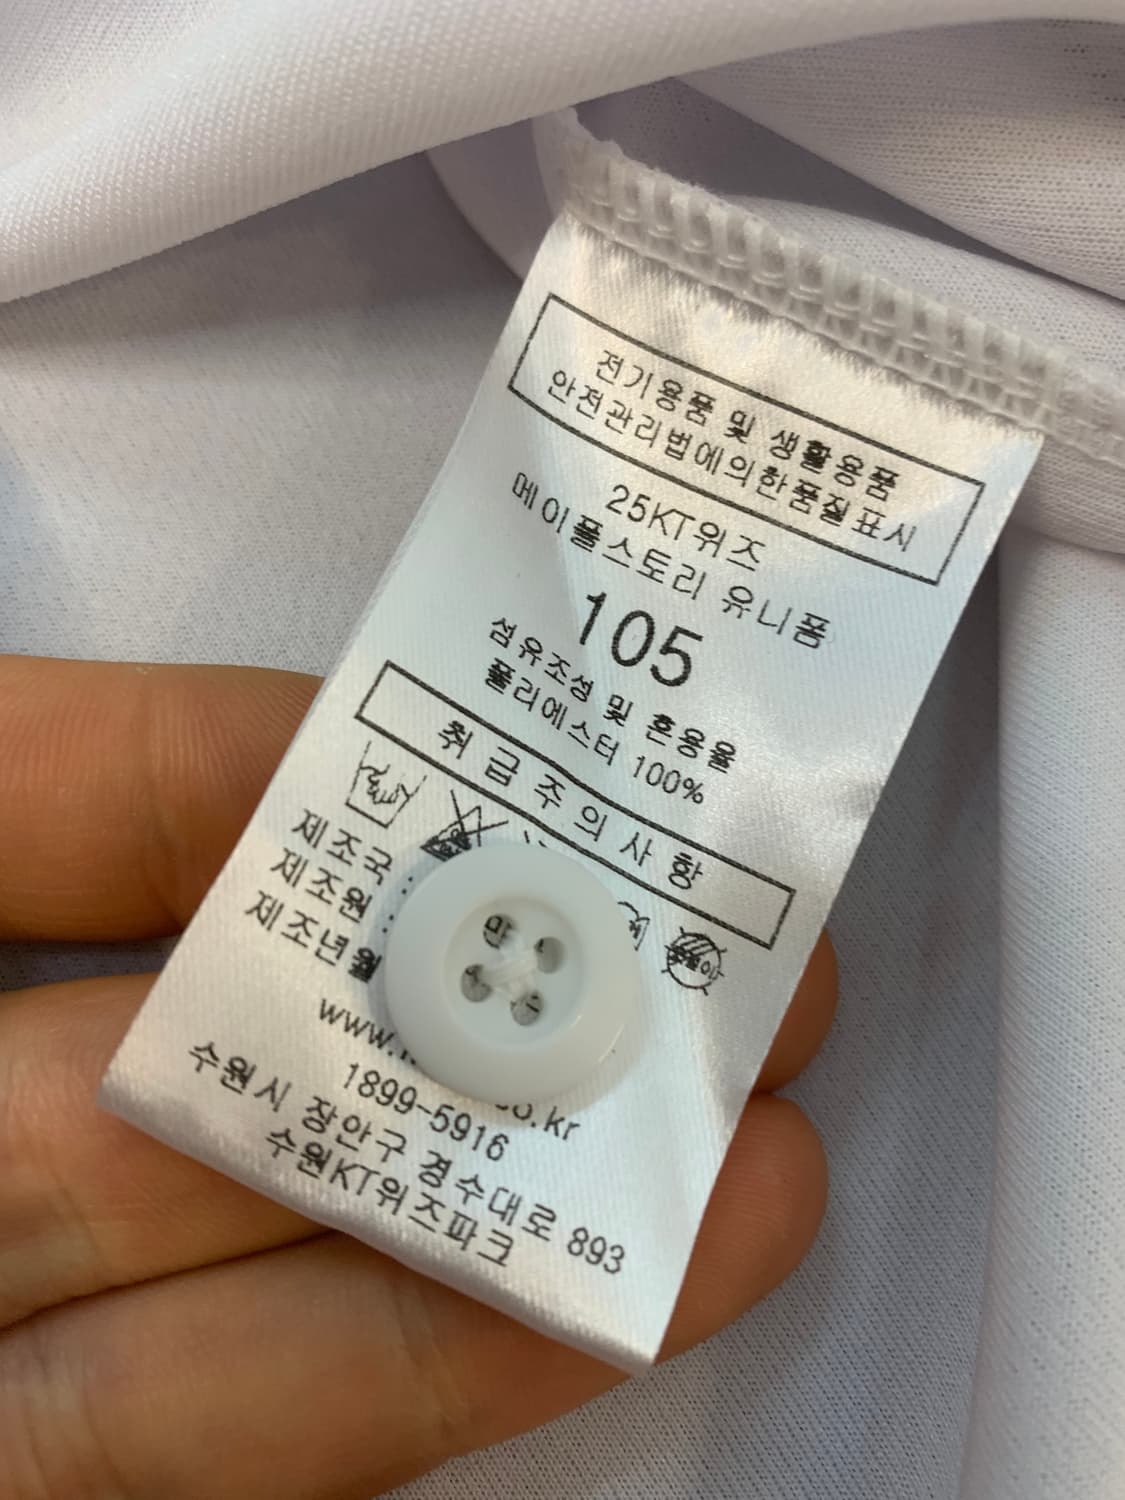 전기용품 및 생활용품
안전관리법에의한품질표시
25KT위즈
메이플스토리 유니폼
105
섬유조성 및 혼용율
폴리에스터 100%
취급주의사항
제조국 :
제조원 :
제조년월
www.
.kr
1899-5916
수원시 장안구 경수대로 893
수원KT위즈파크